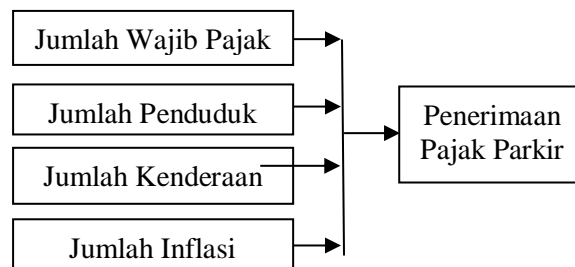 Jumlah Wajib Pajak
Jumlah Penduduk
Jumlah Kenderaan
Jumlah Inflasi
Penerimaan
Pajak Parkir